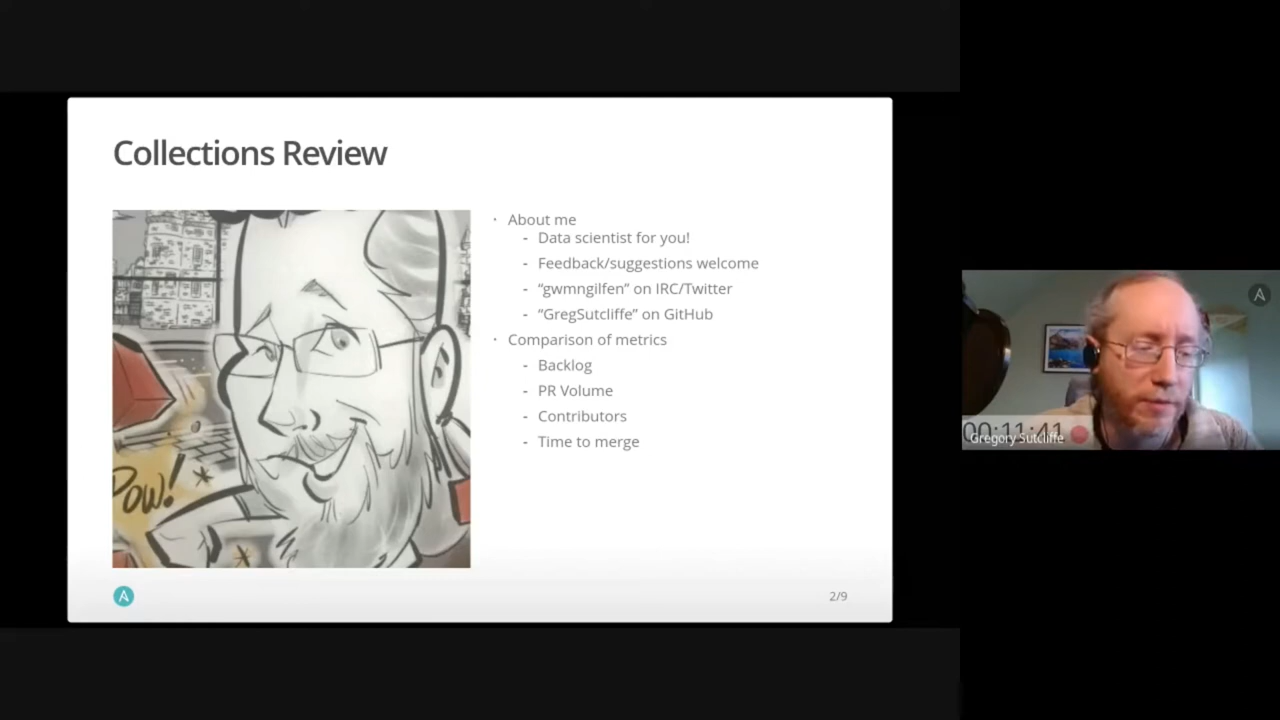 Collections Review
· About me
- Data scientist for you!
- Feedback/suggestions welcome
- “gwmngilfen” on IRC/Twitter
- “GregSutcliffe” on GitHub
· Comparison of metrics
- Backlog
- PR Volume
- Contributors
- Time to merge
POW!
A
2/9
A
00:11:41
Gregory Sutcliffe